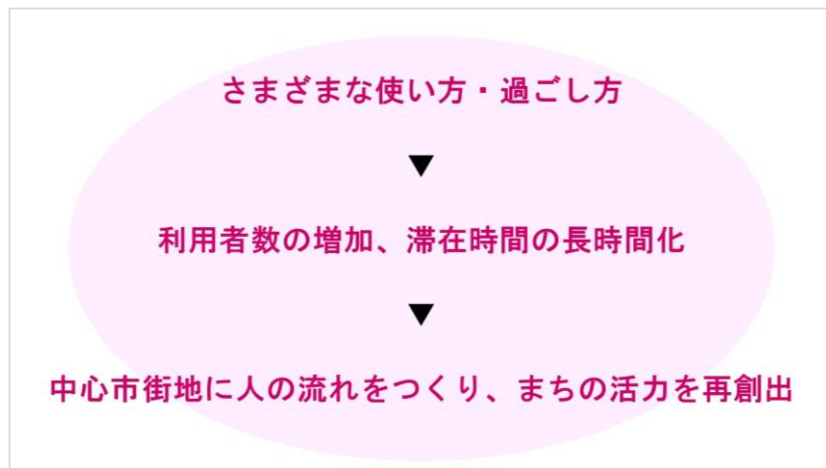 さまざまな使い方・過ごし方
▼
利用者数の増加、滞在時間の長時間化
▼
中心市街地に人の流れをつくり、まちの活力を再創出